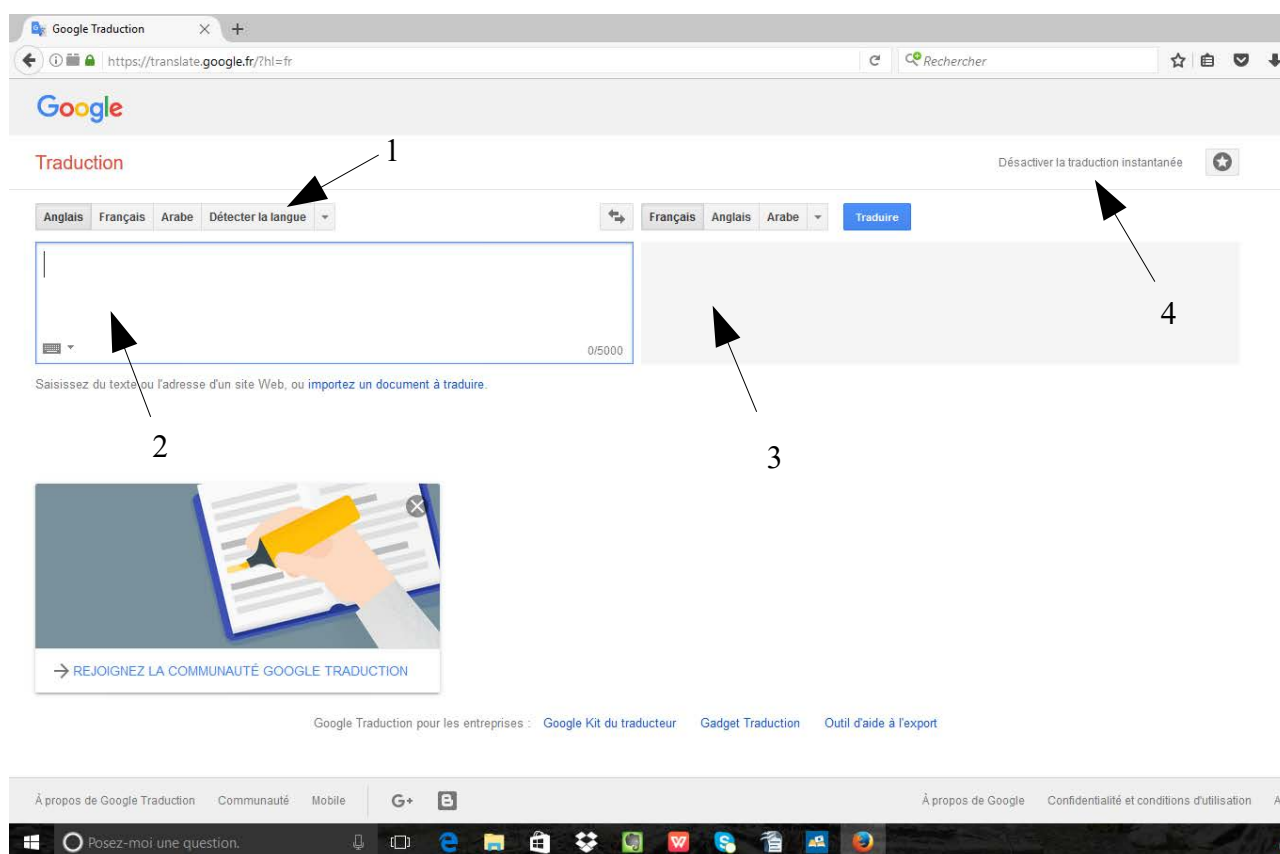 Google Traduction
https://translate.google.fr/?hl=fr
Rechercher
Google
1
Traduction
Désactiver la traduction instantanée
Anglais Français Arabe Détecter la langue
Français Anglais Arabe Traduire
4
0/5000
Saisissez du texte ou l'adresse d'un site Web, ou importez un document à traduire.
2
3
REJOIGNEZ LA COMMUNAUTÉ GOOGLE TRADUCTION
Google Traduction pour les entreprises : Google Kit du traducteur Gadget Traduction Outil d'aide à l'export
À propos de Google Traduction Communauté Mobile G+ B À propos de Google Confidentialité et conditions d'utilisation A
Posez-moi une question.